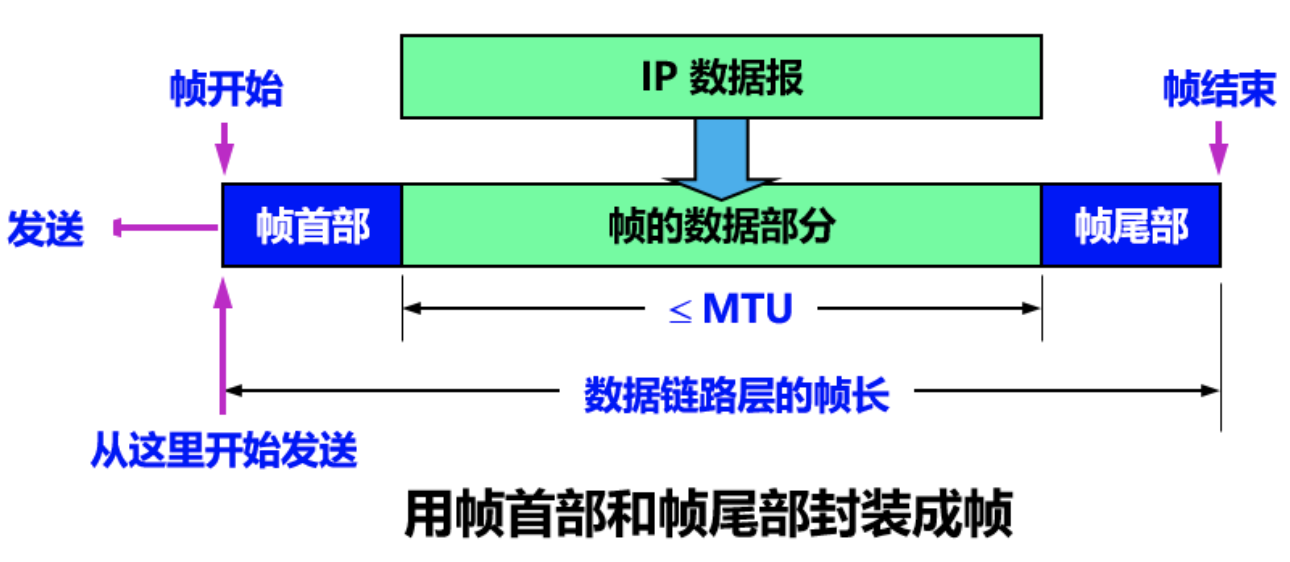 IP 数据报
帧开始
帧结束
发送
帧首部
帧的数据部分
帧尾部
≤ MTU
数据链路层的帧长
从这里开始发送
用帧首部和帧尾部封装成帧